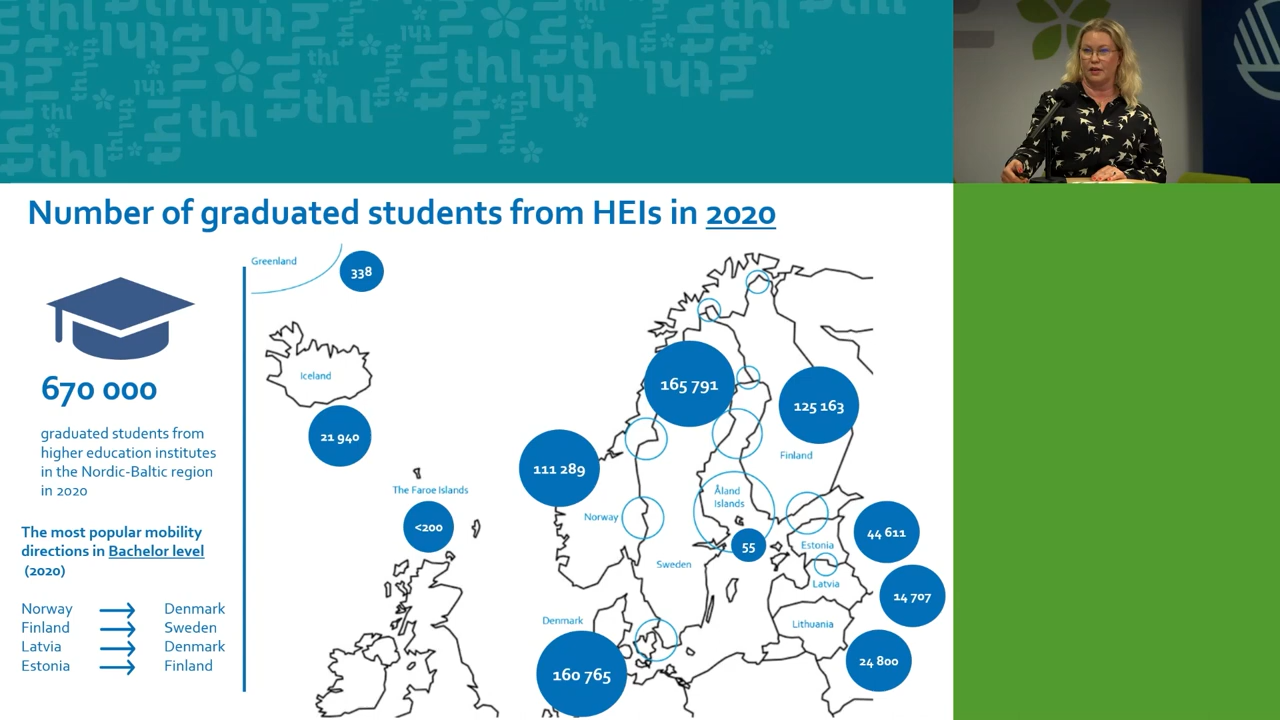 thl
Number of graduated students from HEIs in 2020
670 000
graduated students from
higher education institutes
in the Nordic-Baltic region
in 2020
The most popular mobility
directions in Bachelor level
(2020)
Norway → Denmark
Finland → Sweden
Latvia → Denmark
Estonia → Finland
Greenland
338
Iceland
21 940
The Faroe Islands
<200
165 791
125 163
111 289
Finland
Åland
Islands
Norway
55
44 611
Estonia
Sweden
Latvia
14 707
Denmark
Lithuania
24 800
160 765